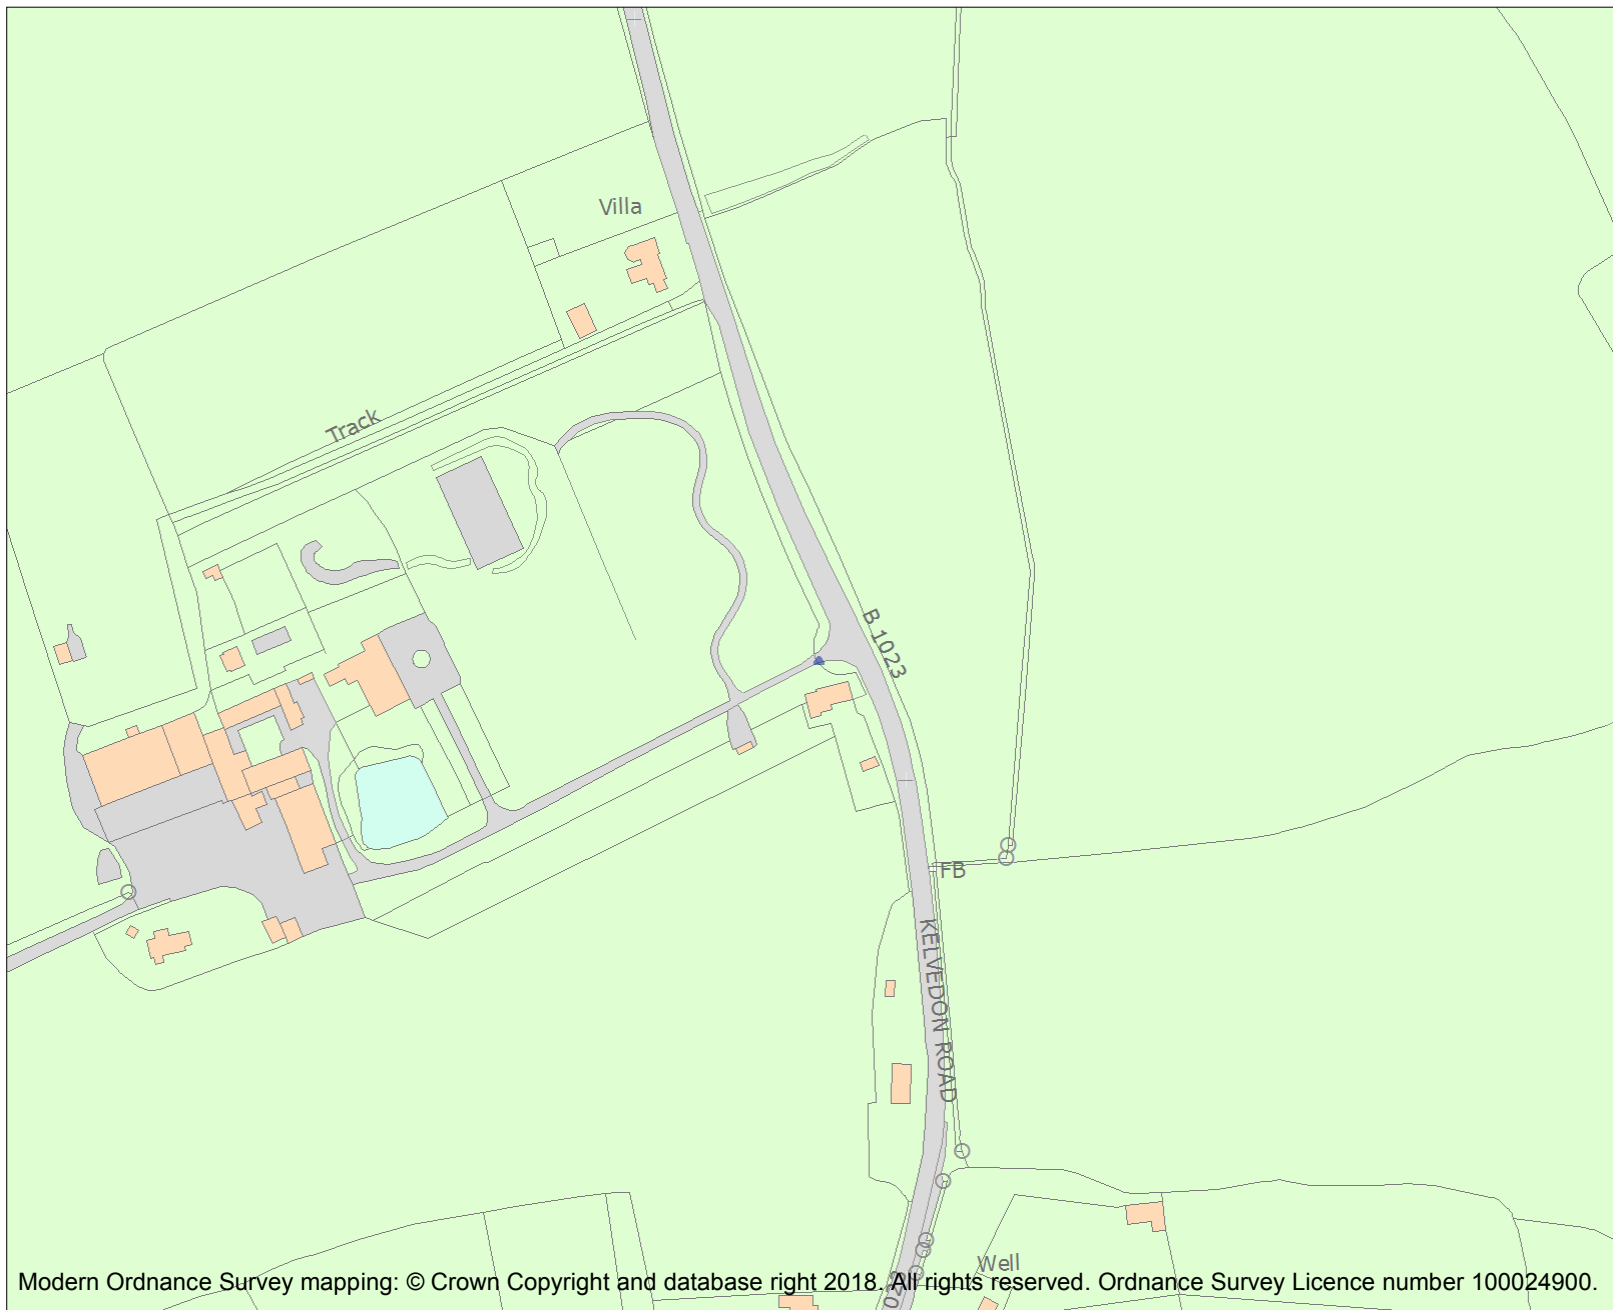 Villa
Track
B 1023
FB
KELVEDON ROAD
Well
Modern Ordnance Survey mapping: © Crown Copyright and database right 2018. All rights reserved. Ordnance Survey Licence number 100024900.